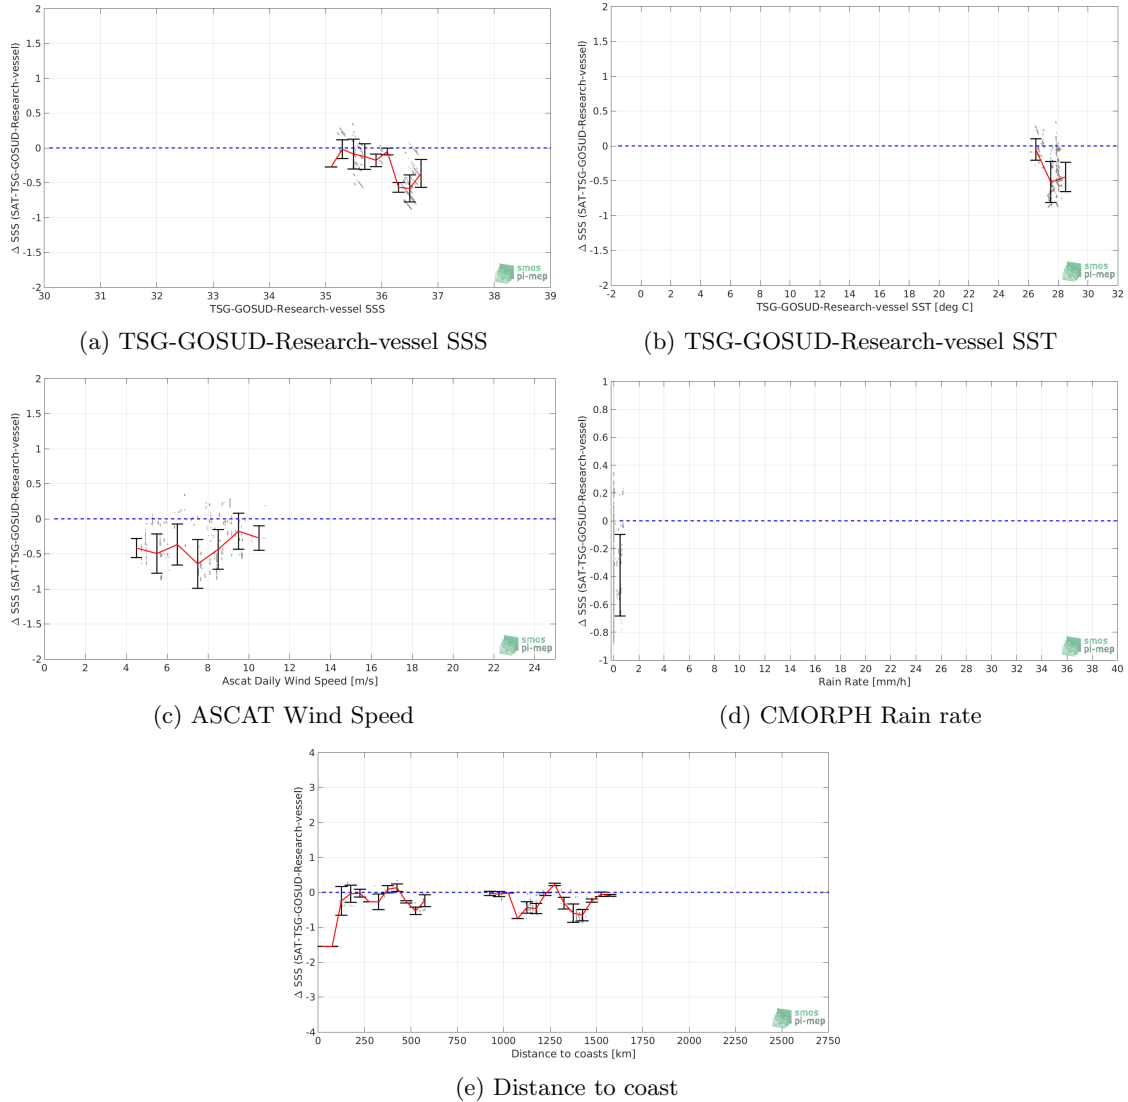 Δ SSS (SAT-TSG-GOSUD-Research-vessel)
2
1.5
1
0.5
0
-0.5
-1
-1.5
-2
30 31 32 33 34 35 36 37 38 39
TSG-GOSUD-Research-vessel SSS
smos
pi-mep
(a) TSG-GOSUD-Research-vessel SSS
Δ SSS (SAT-TSG-GOSUD-Research-vessel)
2
1.5
1
0.5
0
-0.5
-1
-1.5
-2
-2 0 2 4 6 8 10 12 14 16 18 20 22 24 26 28 30 32
TSG-GOSUD-Research-vessel SST [deg C]
smos
pi-mep
(b) TSG-GOSUD-Research-vessel SST
Δ SSS (SAT-TSG-GOSUD-Research-vessel)
2
1.5
1
0.5
0
-0.5
-1
-1.5
-2
0 2 4 6 8 10 12 14 16 18 20 22 24
Ascat Daily Wind Speed [m/s]
smos
pi-mep
(c) ASCAT Wind Speed
Δ SSS (SAT-TSG-GOSUD-Research-vessel)
1
0.8
0.6
0.4
0.2
0
-0.2
-0.4
-0.6
-0.8
-1
0 2 4 6 8 10 12 14 16 18 20 22 24 26 28 30 32 34 36 38 40
Rain Rate [mm/h]
smos
pi-mep
(d) CMORPH Rain rate
Δ SSS (SAT-TSG-GOSUD-Research-vessel)
4
3
2
1
0
-1
-2
-3
-4
0 250 500 750 1000 1250 1500 1750 2000 2250 2500 2750
Distance to coasts [km]
smos
pi-mep
(e) Distance to coast